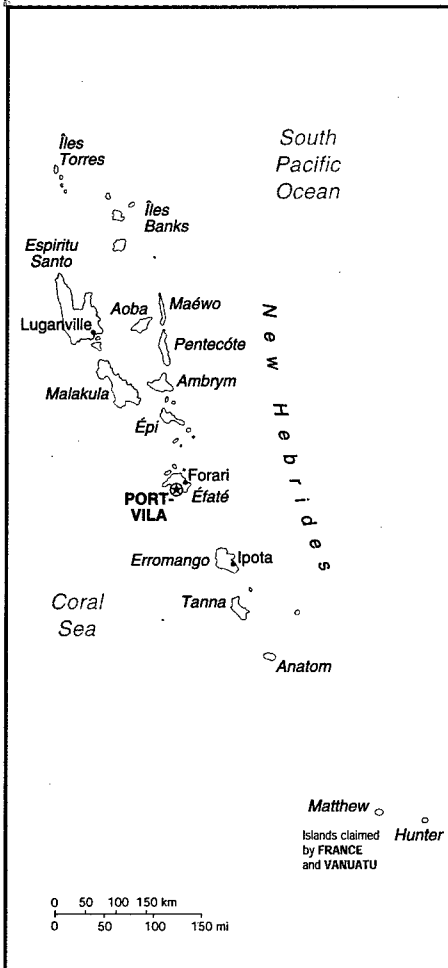 South
Pacific
Ocean
Îles
Torres
Îles
Banks
Espiritu
Santo
Aoba
Maéwo
Luganville
Pentecóte
Ambrym
Malakula
Épi
New Hebrides
Forari
PORT-
VILA
Éfaté
Erromango
Ipota
Coral
Sea
Tanna
Anatom
Matthew
Hunter
Islands claimed
by FRANCE
and VANUATU
0 50 100 150 km
0 50 100 150 mi